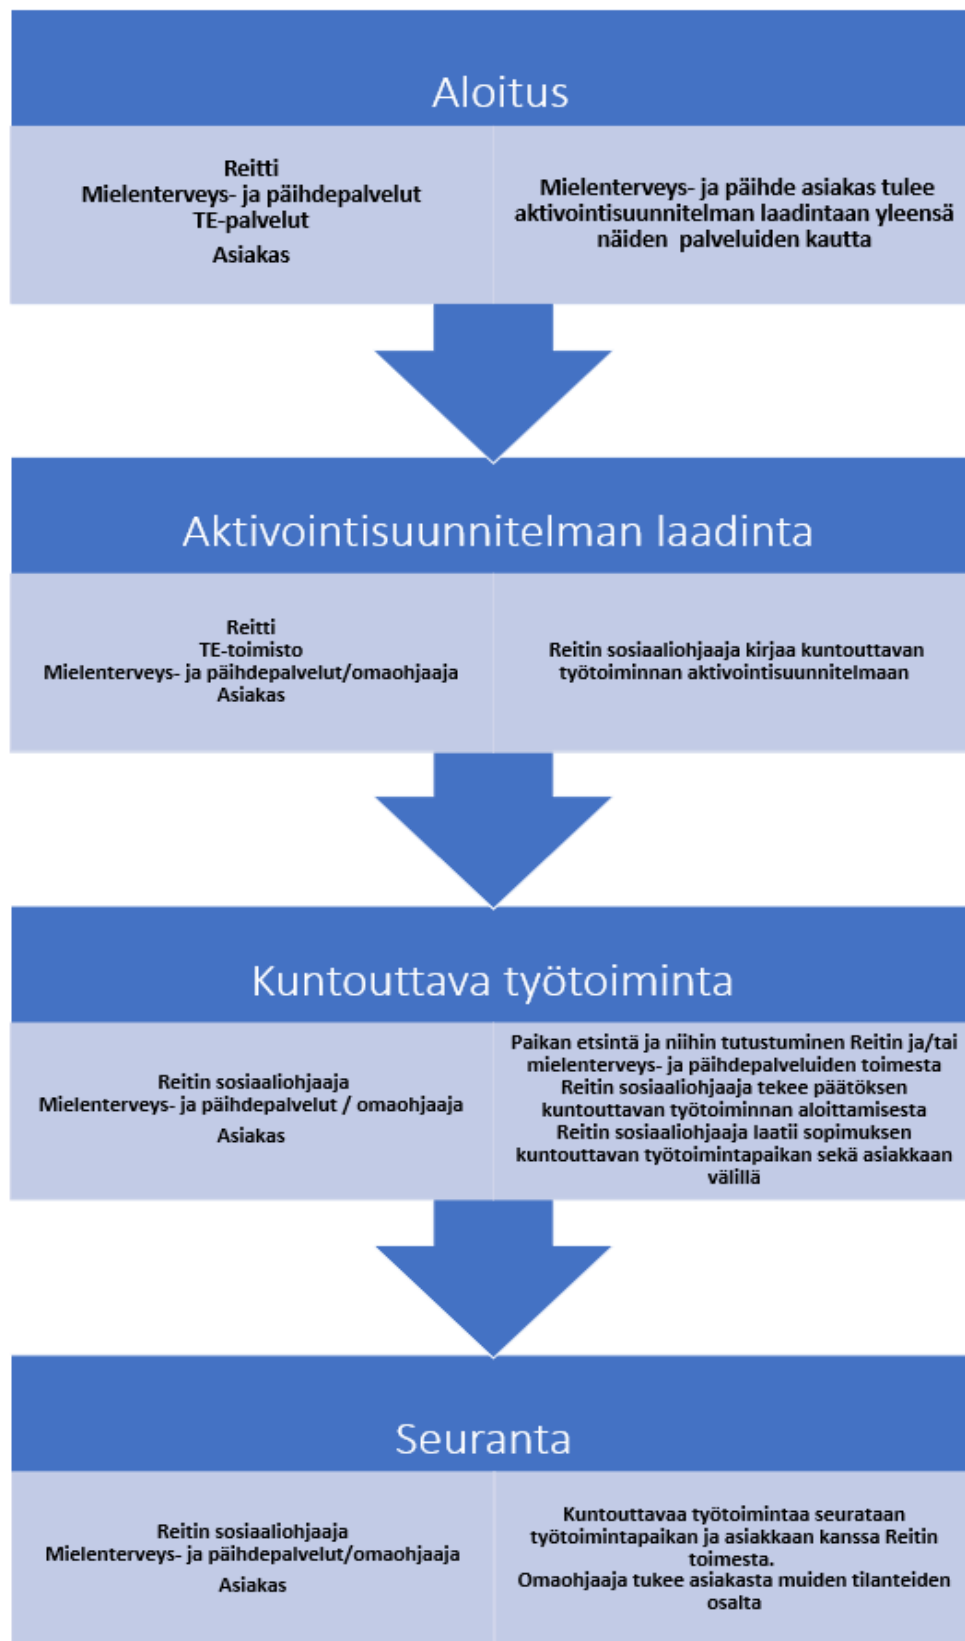 Aloitus
Reitti
Mielenterveys- ja päihdepalvelut
TE-palvelut
Asiakas
Mielenterveys- ja päihde asiakas tulee
aktivointisuunnitelman laadintaan yleensä
näiden palveluiden kautta
Aktivointisuunnitelman laadinta
Reitti
TE-toimisto
Mielenterveys- ja päihdepalvelut/omaohjaaja
Asiakas
Reitin sosiaaliohjaaja kirjaa kuntouttavan
työtoiminnan aktivointisuunnitelmaan
Kuntouttava työtoiminta
Reitin sosiaaliohjaaja
Mielenterveys- ja päihdepalvelut / omaohjaaja
Asiakas
Paikan etsintä ja niihin tutustuminen Reitin ja/tai
mielenterveys- ja päihdepalveluiden toimesta
Reitin sosiaaliohjaaja tekee päätöksen
kuntouttavan työtoiminnan aloittamisesta
Reitin sosiaaliohjaaja laatii sopimuksen
kuntouttavan työtoimintapaikan sekä asiakkaan
välillä
Seuranta
Reitin sosiaaliohjaaja
Mielenterveys- ja päihdepalvelut/omaohjaaja
Asiakas
Kuntouttavaa työtoimintaa seurataan
työtoimintapaikan ja asiakkaan kanssa Reitin
toimesta.
Omaohjaaja tukee asiakasta muiden tilanteiden
osalta